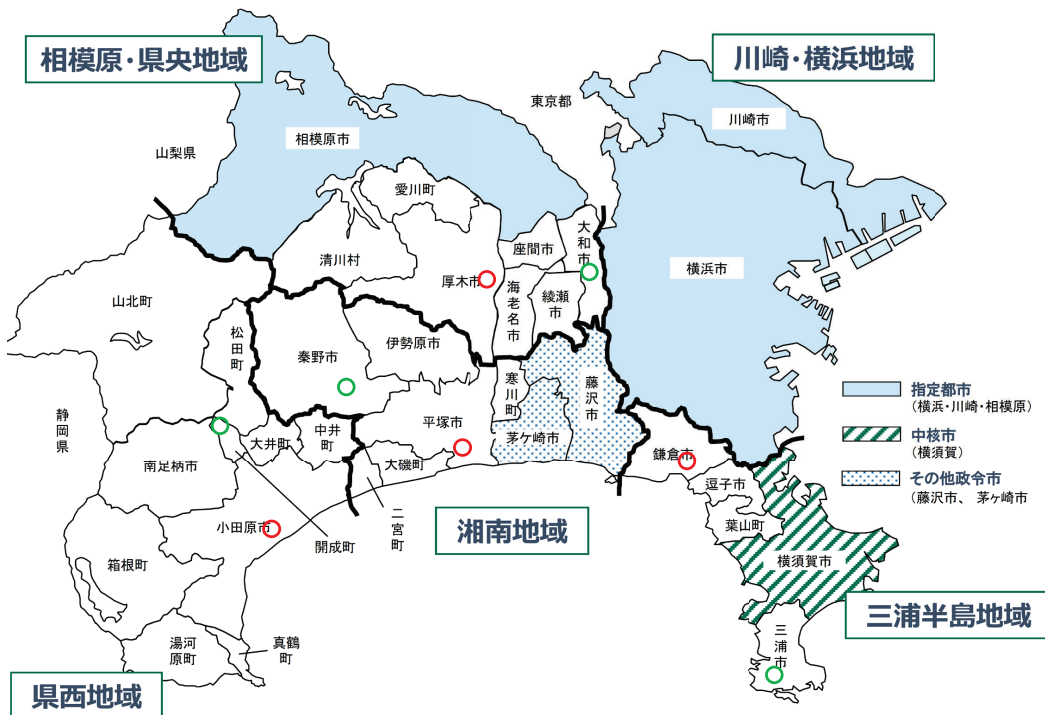 相模原・県央地域
川崎・横浜地域
東京都
川崎市
相模原市
山梨県
愛川町
大和市
座間市
清川村
厚木市
海老名市
綾瀬市
横浜市
山北町
松田町
秦野市
伊勢原市
寒川町
藤沢市
静岡県
平塚市
茅ケ崎市
大井町
中井町
南足柄市
大磯町
鎌倉市
逗子市
葉山町
二宮町
小田原市
開成町
湘南地域
箱根町
横須賀市
三浦市
湯河
原町
真鶴町
県西地域
三浦半島地域
指定都市
（横浜・川崎・相模原）
中核市
（横須賀）
その他政令市
（藤沢市、 茅ヶ崎市